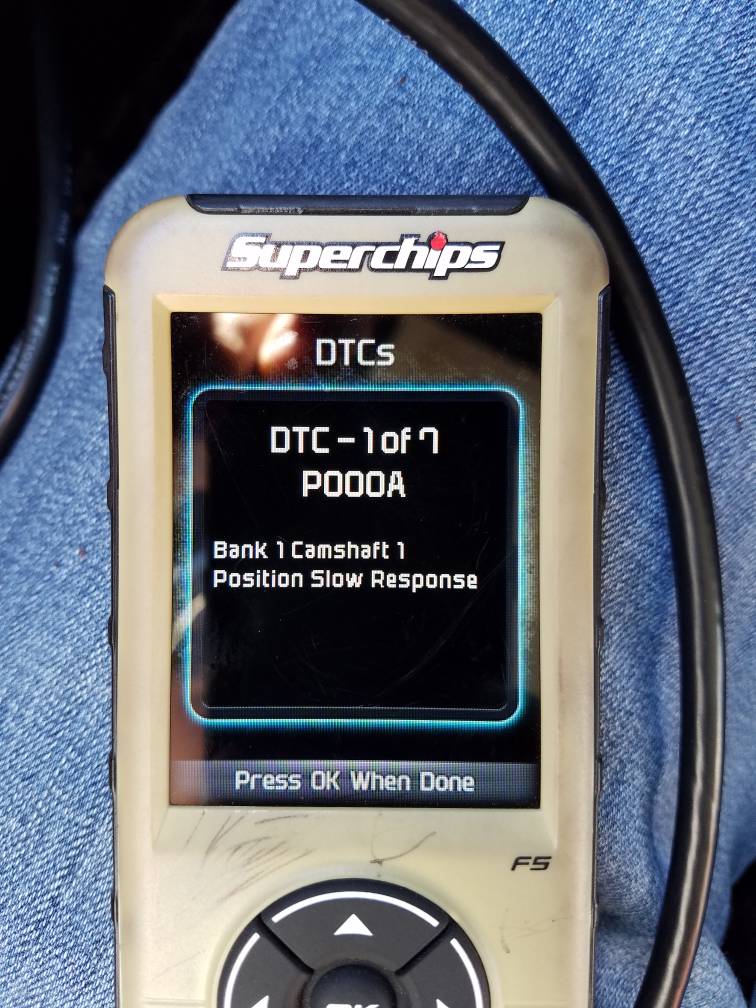 Superchips
DTCs
DTC - 1 of 7
P000A
Bank 1 Camshaft 1
Position Slow Response
Press OK When Done
F5
OK